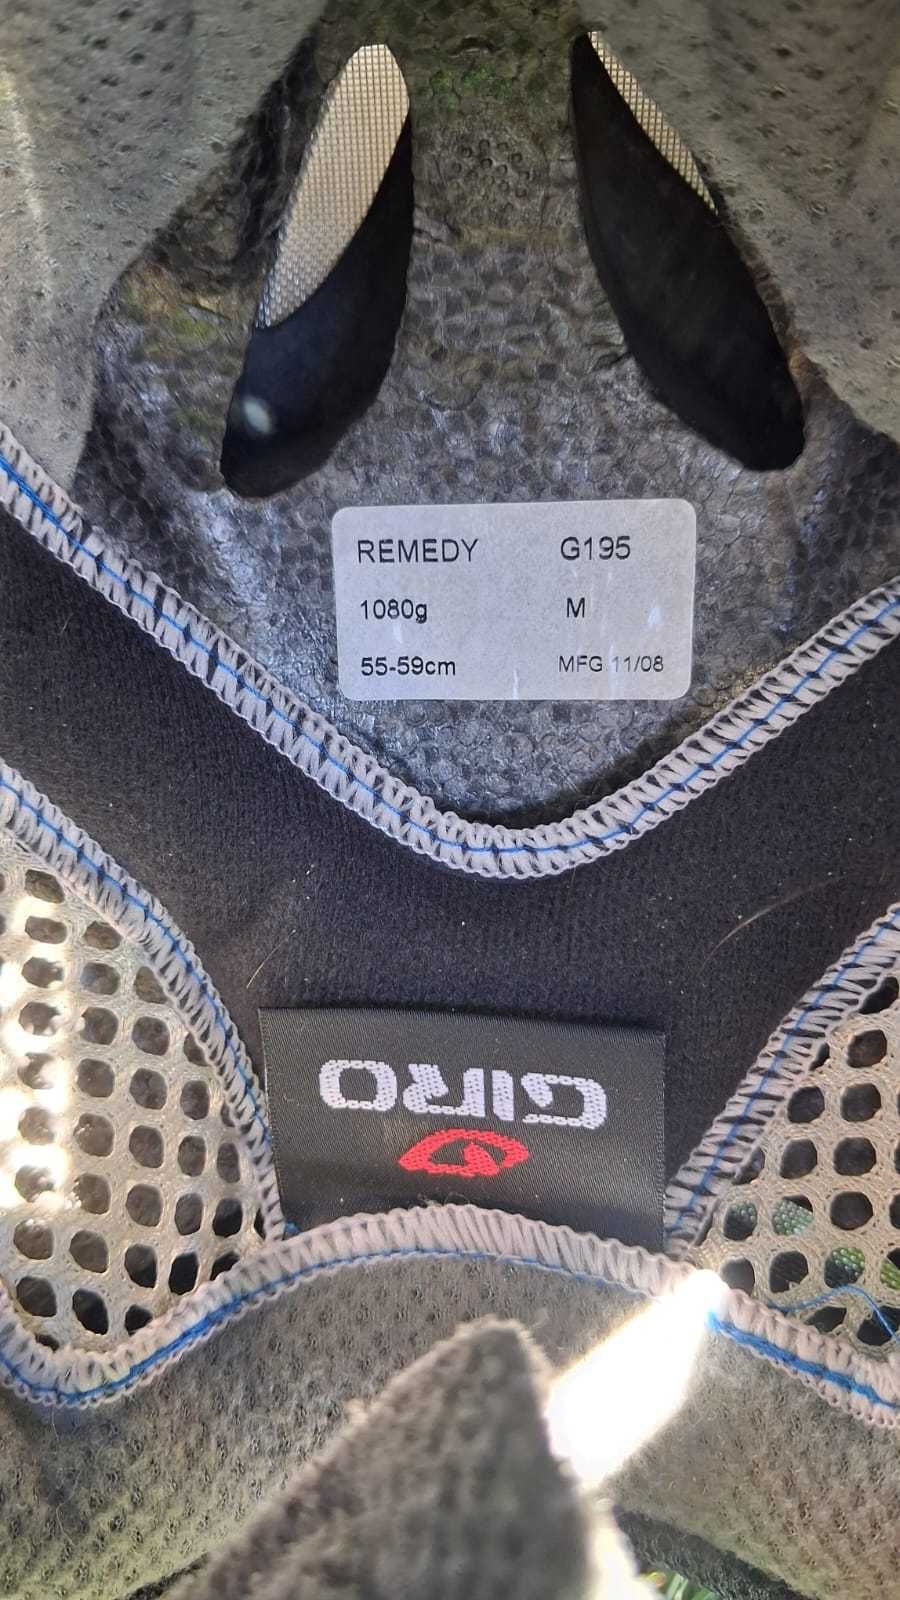 REMEDY G195
1080g M
55-59cm MFG 11/08
GIRO